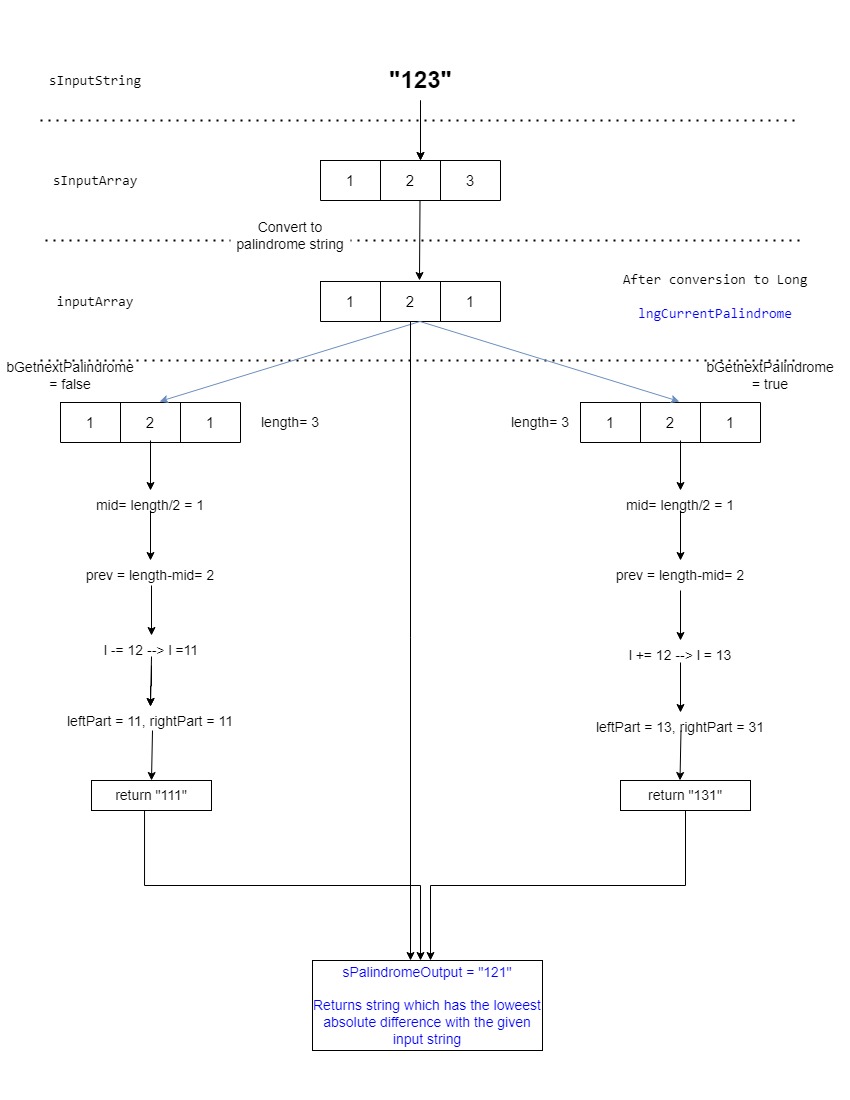 sInputString
"123"
sInputArray
1 2 3
Convert to
palindrome string
inputArray
1 2 1
After conversion to Long
lngCurrentPalindrome
bGetnextPalindrome
= false
bGetnextPalindrome
= true
1 2 1
length= 3
length= 3
1 2 1
mid= length/2 = 1
mid= length/2 = 1
prev = length-mid= 2
prev = length-mid= 2
l -= 12 --> l =11
l += 12 --> l = 13
leftPart = 11, rightPart = 11
leftPart = 13, rightPart = 31
return "111"
return "131"
sPalindromeOutput = "121"
Returns string which has the loweest
absolute difference with the given
input string